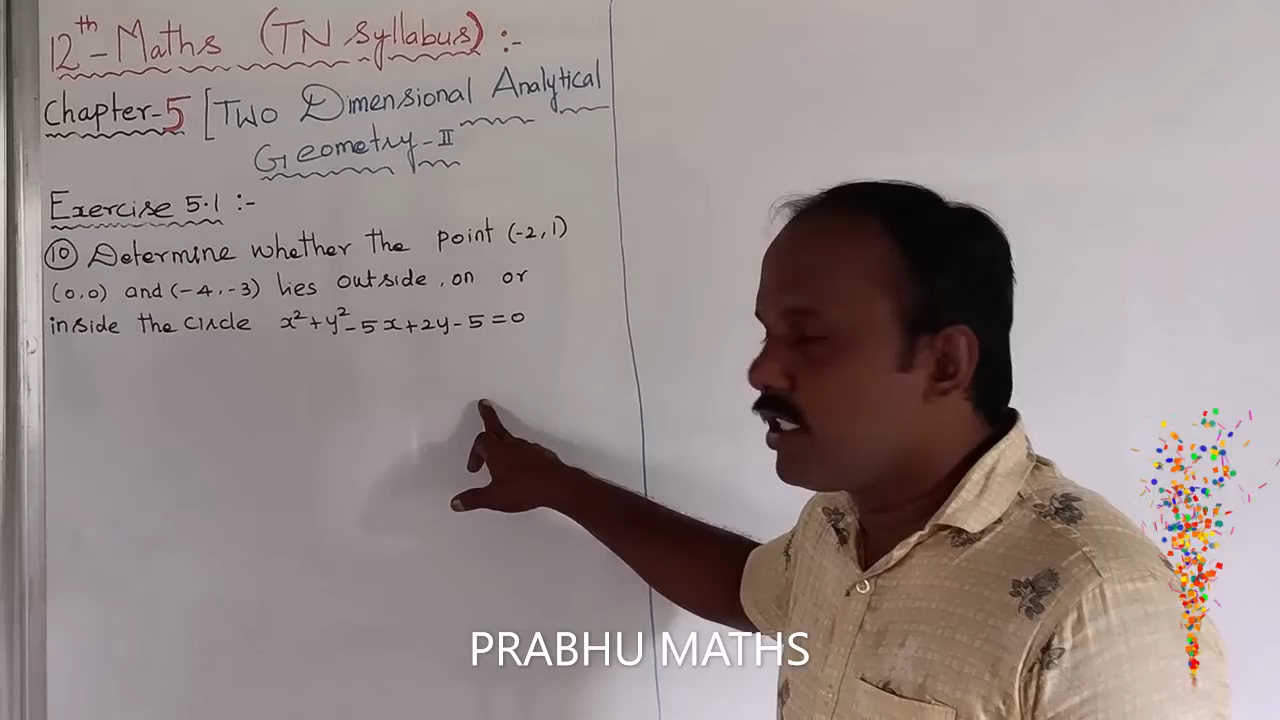 12th - Maths (TN Syllabus) :-
Chapter-5 [Two Dimensional Analytical
Geometry-II
Exercise 5.1 :-
⑩ Determine whether the point (-2,1)
(0,0) and (-4,-3) lies outside, on or
inside the circle x²+y²-5x+2y-5=0
PRABHU MATHS